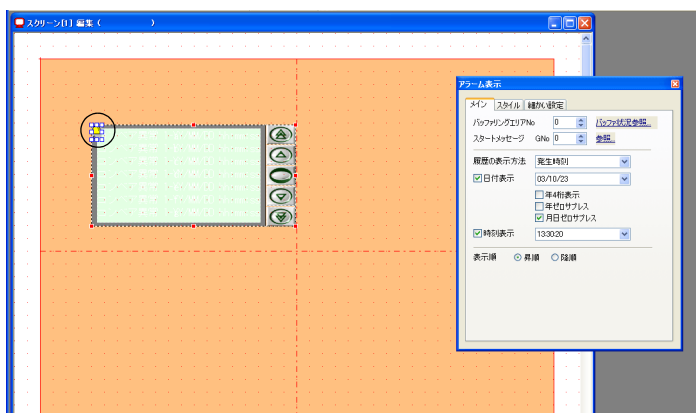 スクリーン[1] 編集 (            )
アラーム表示
メイン スタイル 細かい設定
バッファリングエリアNo 0 バッファ状況参照...
スタートメッセージ GNo 0 参照...
履歴の表示方法 発生時刻
日付表示 03/10/23
年4桁表示
年ゼロサプレス
月日ゼロサプレス
時刻表示 13:30:20
表示順 昇順 降順